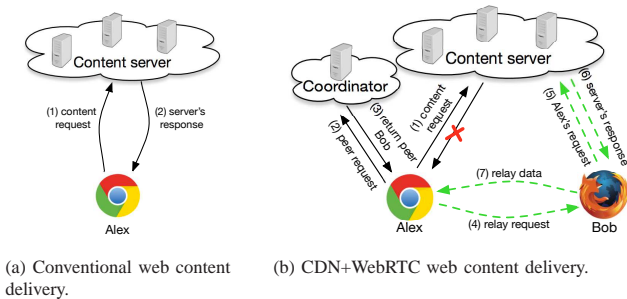 Content server
(1) content
request
(2) server's
response
Alex
(a) Conventional web content
delivery.
Content server
Coordinator
(1) content
request
(2) peer request
(3) return peer
Bob
(5) Alex's request
(6) server's response
(7) relay data
(4) relay request
Alex
Bob
(b) CDN+WebRTC web content delivery.